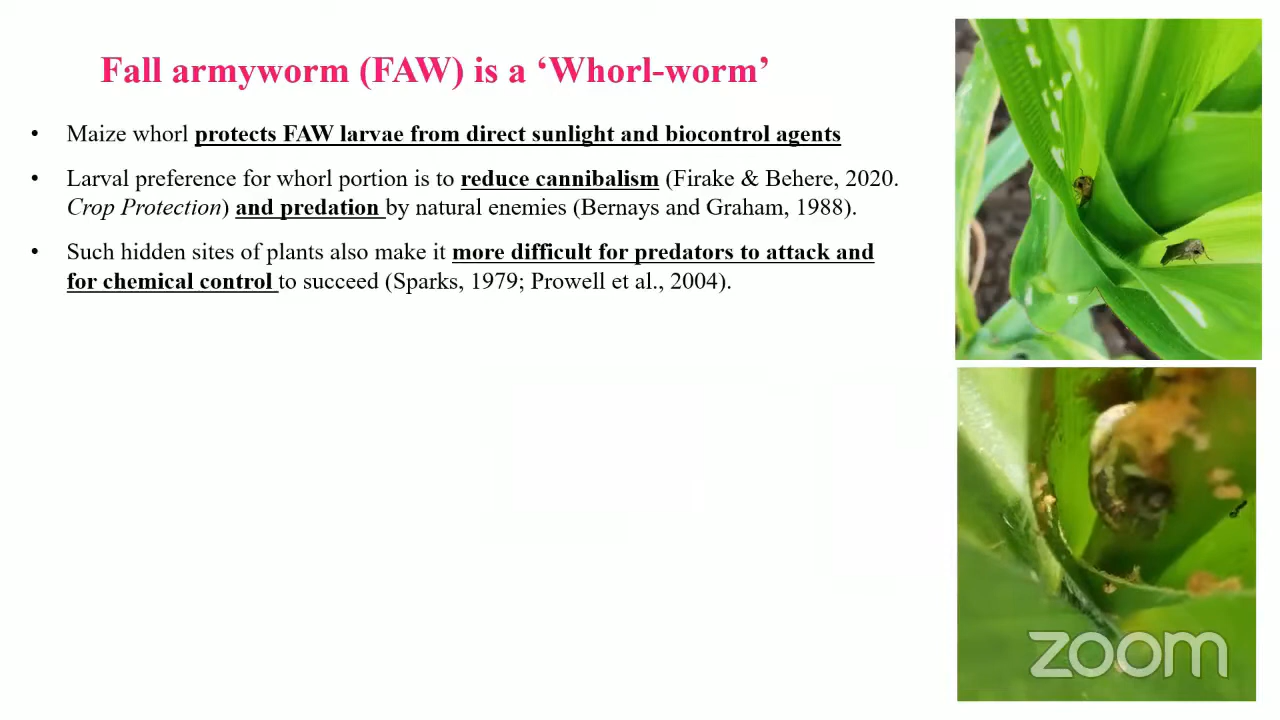 Fall armyworm (FAW) is a ‘Whorl-worm’
• Maize whorl protects FAW larvae from direct sunlight and biocontrol agents
• Larval preference for whorl portion is to reduce cannibalism (Firake & Behere, 2020.
Crop Protection) and predation by natural enemies (Bernays and Graham, 1988).
• Such hidden sites of plants also make it more difficult for predators to attack and
for chemical control to succeed (Sparks, 1979; Prowell et al., 2004).
zoom